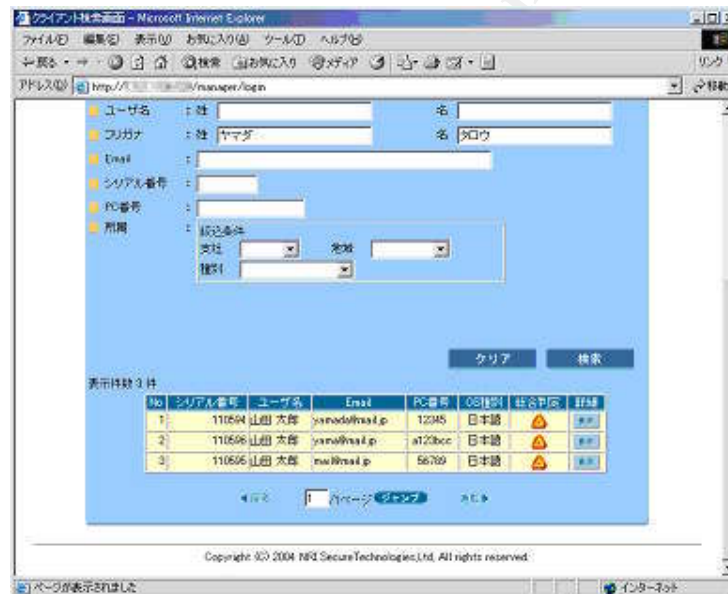 クライアント検索画面 - Microsoft Internet Explorer
ファイル(F) 編集(E) 表示(V) お気に入り(A) ツール(T) ヘルプ(H)
戻る 検索 お気に入り メディア
アドレス(D) http:// /manager/login 移動 リンク
ユーザ名 : 姓 名
フリガナ : 姓 ヤマダ 名 タロウ
Email :
シリアル番号 :
PC番号 :
所属 : 絞込条件
支社
種別
クリア 検索
表示件数 3 件
No シリアル番号 ユーザ名 Email PC番号 OS種別 総合判定 詳細
1 110594 山田 太郎 yamada@mail.jp 12345 日本語
2 110596 山田 太郎 yama@mail.jp a123bcc 日本語
3 110595 山田 太郎 mail@mail.jp 56789 日本語
1 /1ページ ジャンプ
Copyright (C) 2004 NRI SecureTechnologies,Ltd. All rights reserved.
ページが表示されました インターネット